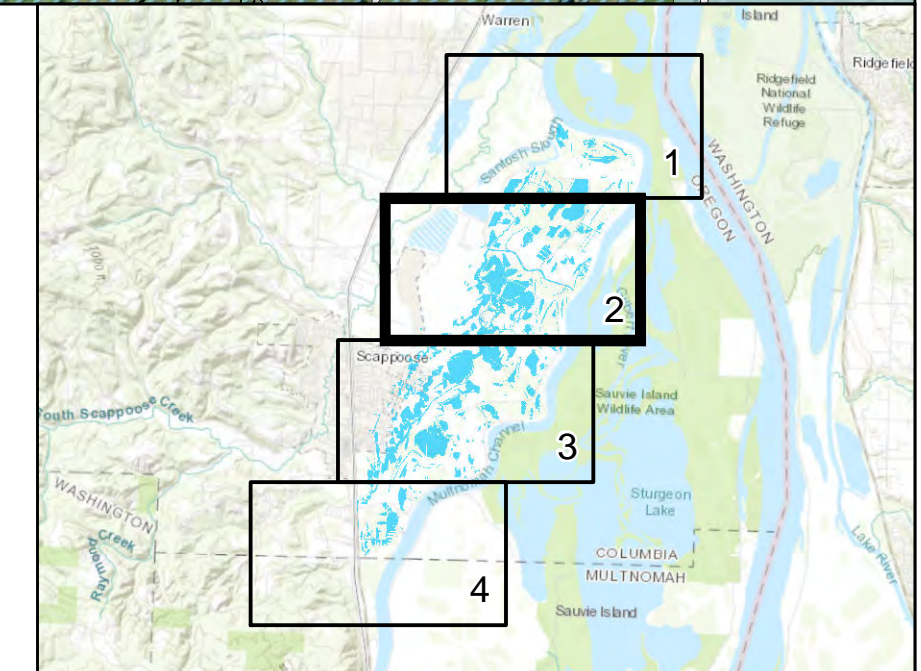 Warren
Island
Ridgefield
Ridgefield
National
Wildlife
Refuge
Santosh Slough
1
WASHINGTON
OREGON
2
Scappoose
South Scappoose Creek
Sauvie Island
Wildlife Area
3
Multnomah Channel
WASHINGTON
Sturgeon
Lake
Raymond
Creek
COLUMBIA
MULTNOMAH
Lake River
4
Sauvie Island